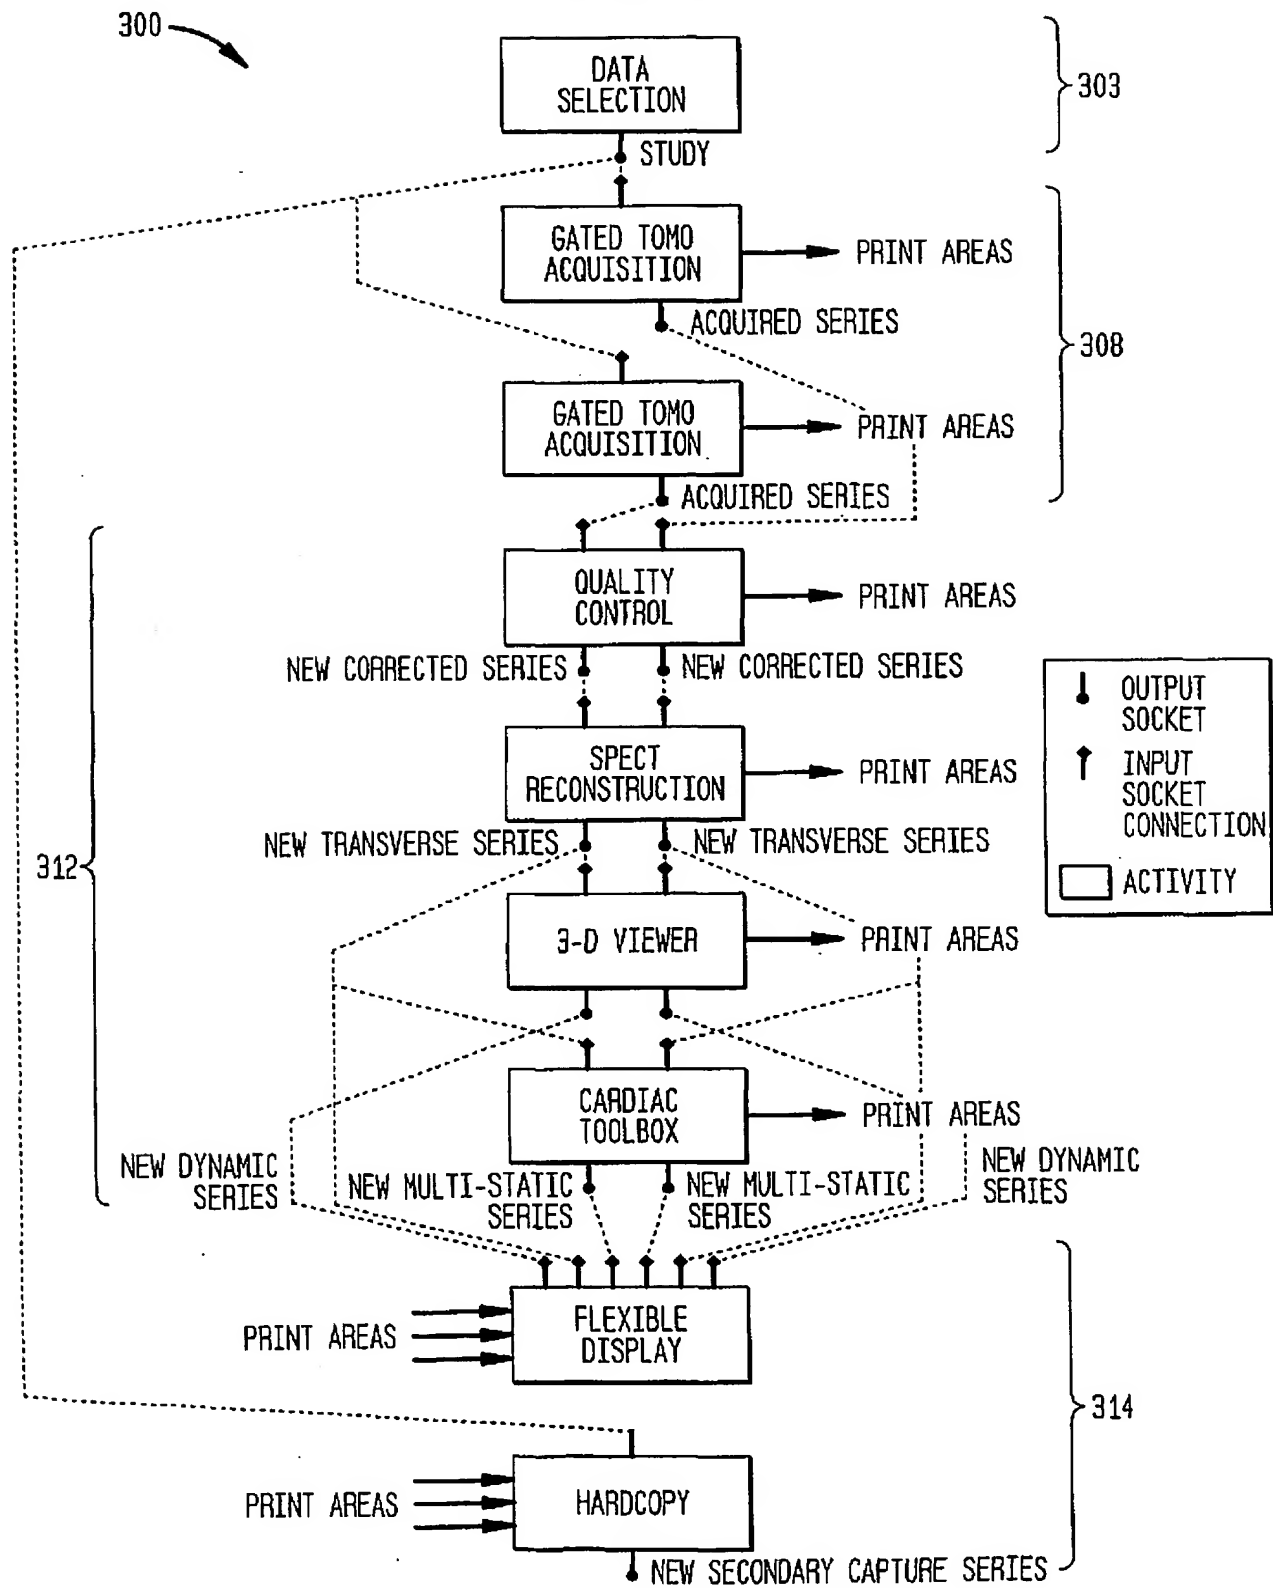 300
DATA
SELECTION
303
STUDY
GATED TOMO
ACQUISITION
PRINT AREAS
ACQUIRED SERIES
308
GATED TOMO
ACQUISITION
PRINT AREAS
ACQUIRED SERIES
QUALITY
CONTROL
PRINT AREAS
NEW CORRECTED SERIES
NEW CORRECTED SERIES
OUTPUT
SOCKET
INPUT
SOCKET
CONNECTION
ACTIVITY
SPECT
RECONSTRUCTION
PRINT AREAS
NEW TRANSVERSE SERIES
NEW TRANSVERSE SERIES
312
3-D VIEWER
PRINT AREAS
CARDIAC
TOOLBOX
PRINT AREAS
NEW DYNAMIC
SERIES
NEW MULTI-STATIC
SERIES
NEW MULTI-STATIC
SERIES
NEW DYNAMIC
SERIES
FLEXIBLE
DISPLAY
PRINT AREAS
314
HARDCOPY
PRINT AREAS
NEW SECONDARY CAPTURE SERIES